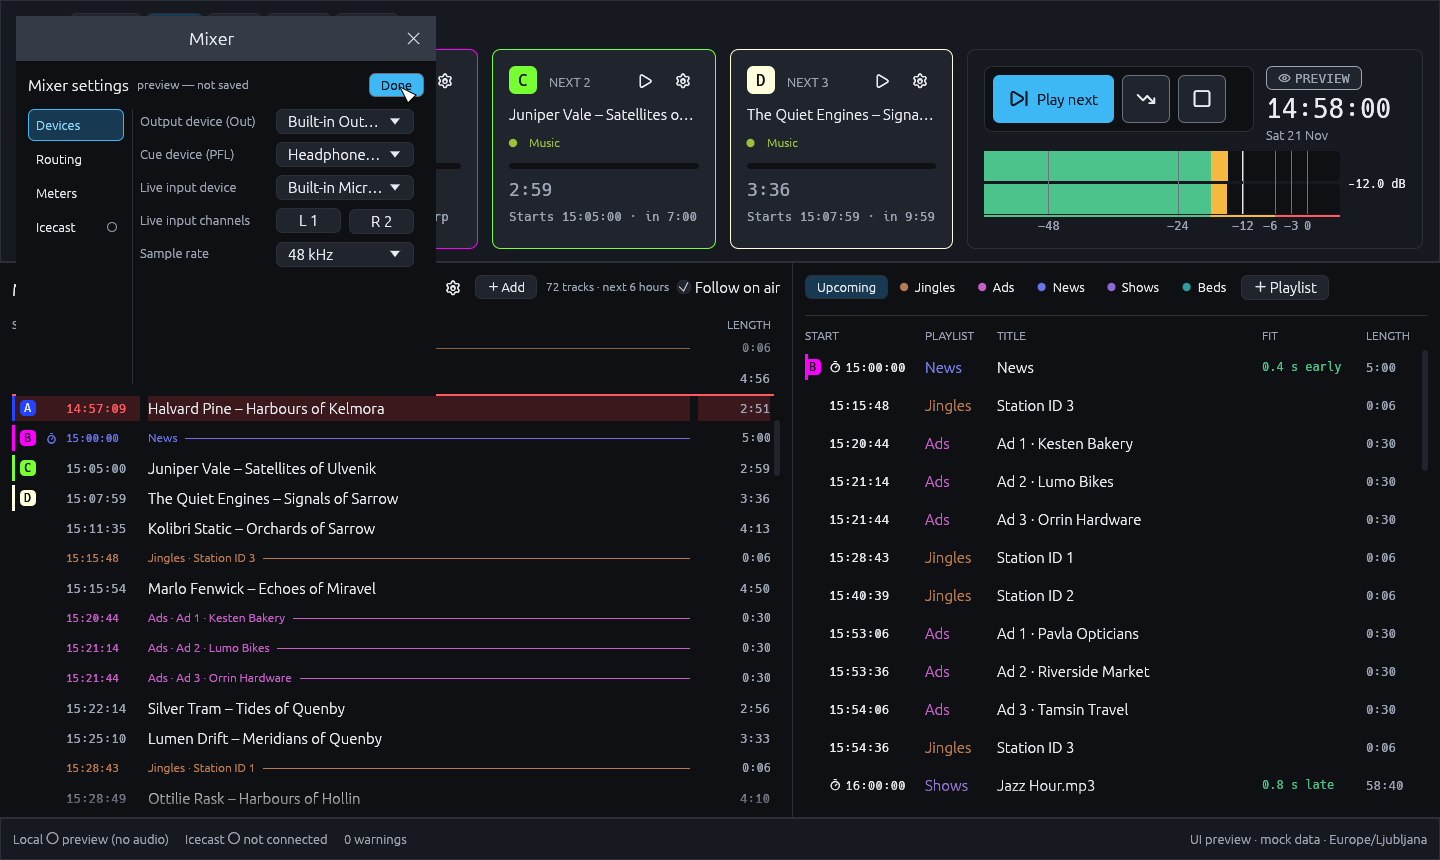 Mixer
Mixer settings preview — not saved Done
Devices
Routing
Meters
Icecast
Output device (Out) Built-in Out...
Cue device (PFL) Headphone...
Live input device Built-in Micr...
Live input channels L 1 R 2
Sample rate 48 kHz
C NEXT 2
Juniper Vale – Satellites o...
Music
2:59
Starts 15:05:00 · in 7:00
D NEXT 3
The Quiet Engines – Signa...
Music
3:36
Starts 15:07:59 · in 9:59
Play next
PREVIEW
14:58:00
Sat 21 Nov
-12.0 dB
-48 -24 -12 -6 -3 0
+ Add 72 tracks · next 6 hours Follow on air
LENGTH
0:06
4:56
A 14:57:09 Halvard Pine – Harbours of Kelmora 2:51
B 15:00:00 News 5:00
C 15:05:00 Juniper Vale – Satellites of Ulvenik 2:59
D 15:07:59 The Quiet Engines – Signals of Sarrow 3:36
15:11:35 Kolibri Static – Orchards of Sarrow 4:13
15:15:48 Jingles · Station ID 3 0:06
15:15:54 Marlo Fenwick – Echoes of Miravel 4:50
15:20:44 Ads · Ad 1 · Kesten Bakery 0:30
15:21:14 Ads · Ad 2 · Lumo Bikes 0:30
15:21:44 Ads · Ad 3 · Orrin Hardware 0:30
15:22:14 Silver Tram – Tides of Quenby 2:56
15:25:10 Lumen Drift – Meridians of Quenby 3:33
15:28:43 Jingles · Station ID 1 0:06
15:28:49 Ottilie Rask – Harbours of Hollin 4:10
Upcoming Jingles Ads News Shows Beds + Playlist
START PLAYLIST TITLE FIT LENGTH
B 15:00:00 News News 0.4 s early 5:00
15:15:48 Jingles Station ID 3 0:06
15:20:44 Ads Ad 1 · Kesten Bakery 0:30
15:21:14 Ads Ad 2 · Lumo Bikes 0:30
15:21:44 Ads Ad 3 · Orrin Hardware 0:30
15:28:43 Jingles Station ID 1 0:06
15:40:39 Jingles Station ID 2 0:06
15:53:06 Ads Ad 1 · Pavla Opticians 0:30
15:53:36 Ads Ad 2 · Riverside Market 0:30
15:54:06 Ads Ad 3 · Tamsin Travel 0:30
15:54:36 Jingles Station ID 3 0:06
16:00:00 Shows Jazz Hour.mp3 0.8 s late 58:40
Local preview (no audio) Icecast not connected 0 warnings
UI preview · mock data · Europe/Ljubljana